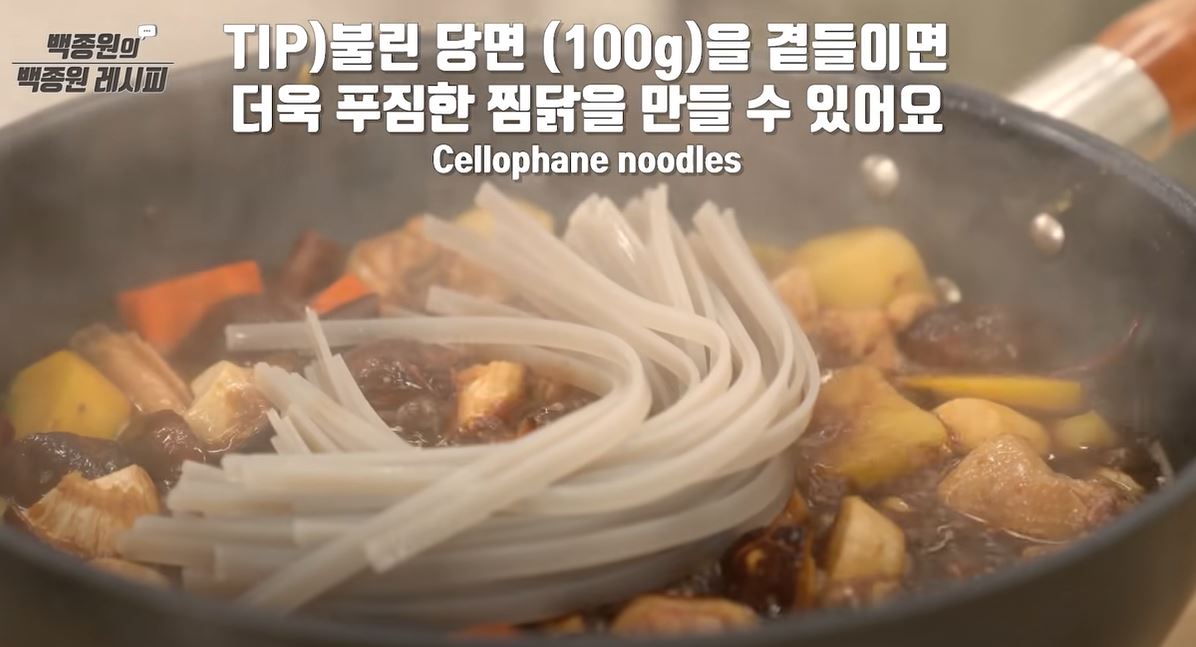 백종원의
백종원 레시피
TIP)불린 당면 (100g)을 곁들이면
더욱 푸짐한 찜닭을 만들 수 있어요
Cellophane noodles